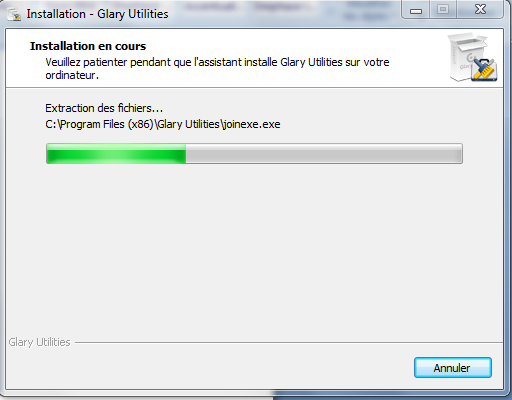 Installation - Glary Utilities
Installation en cours
Veuillez patienter pendant que l'assistant installe Glary Utilities sur votre
ordinateur.
Extraction des fichiers...
C:\Program Files (x86)\Glary Utilities\joinexe.exe
Glary Utilities
Annuler